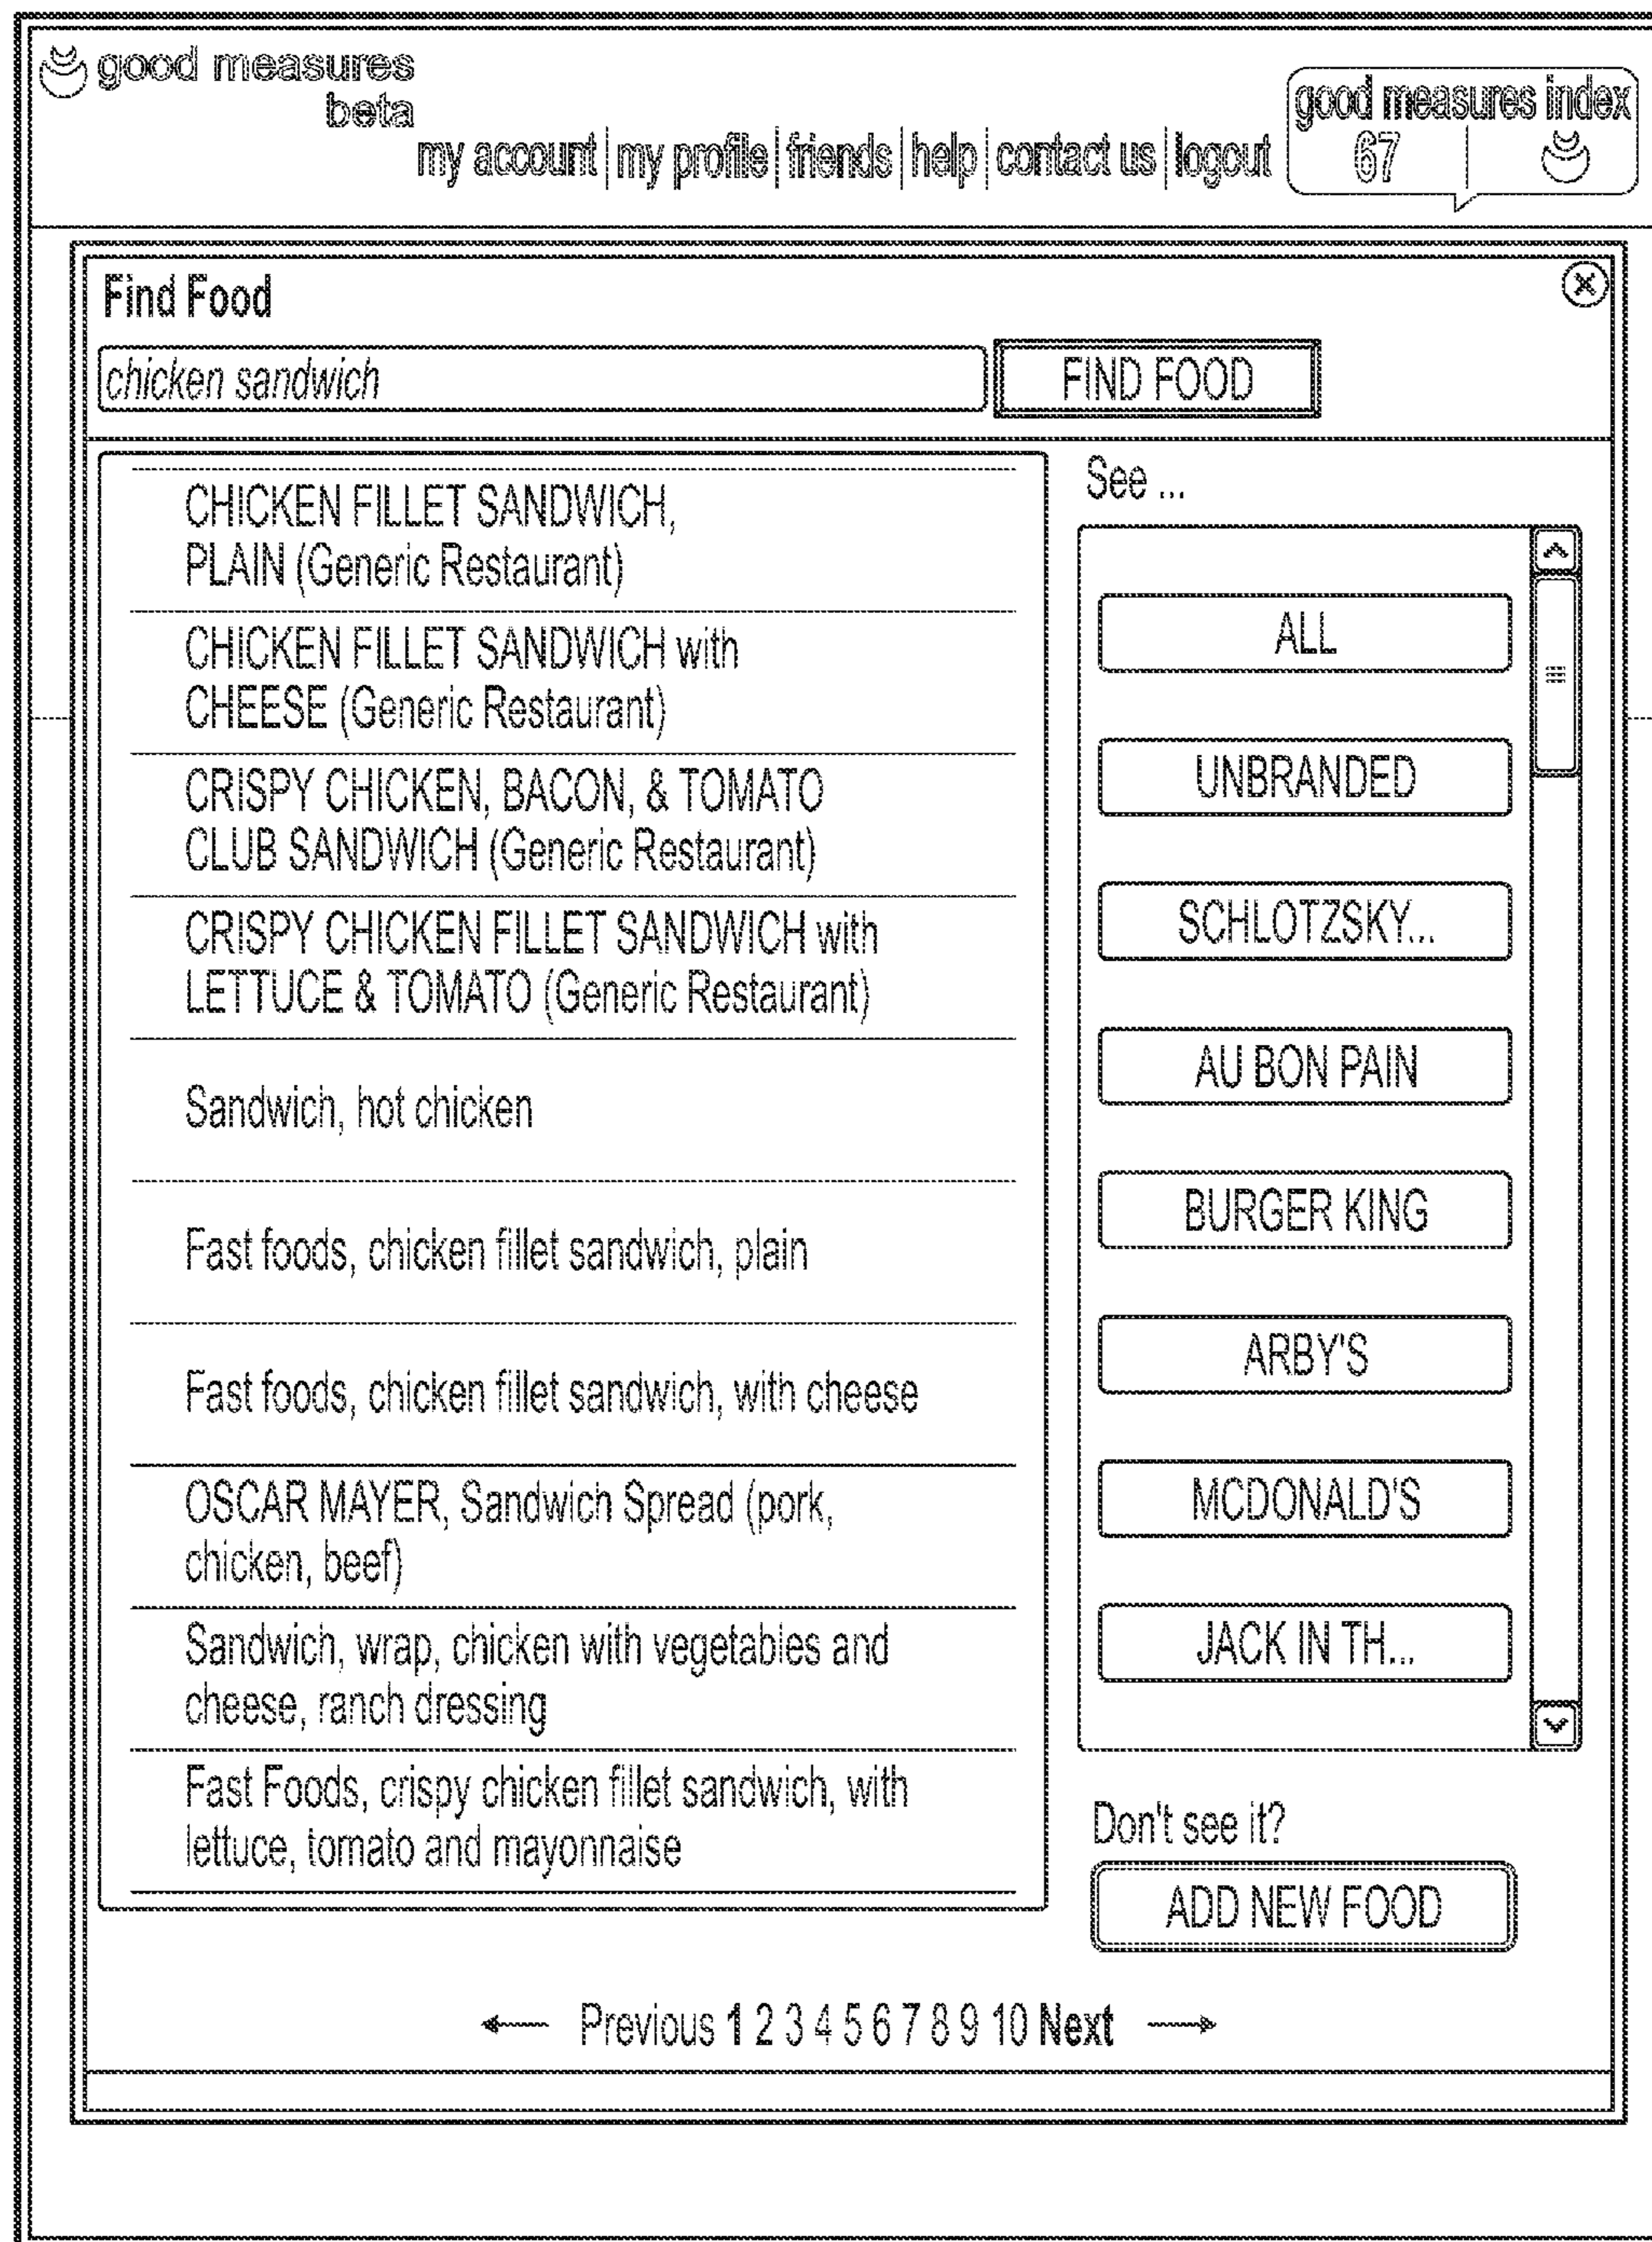 good measures
beta
good measures index
my account | my profile | friends | help | contact us | logout
67
Find Food
chicken sandwich
FIND FOOD
CHICKEN FILLET SANDWICH,
PLAIN (Generic Restaurant)
CHICKEN FILLET SANDWICH with
CHEESE (Generic Restaurant)
CRISPY CHICKEN, BACON, & TOMATO
CLUB SANDWICH (Generic Restaurant)
CRISPY CHICKEN FILLET SANDWICH with
LETTUCE & TOMATO (Generic Restaurant)
Sandwich, hot chicken
Fast foods, chicken fillet sandwich, plain
Fast foods, chicken fillet sandwich, with cheese
OSCAR MAYER, Sandwich Spread (pork,
chicken, beef)
Sandwich, wrap, chicken with vegetables and
cheese, ranch dressing
Fast Foods, crispy chicken fillet sandwich, with
lettuce, tomato and mayonnaise
See ...
ALL
UNBRANDED
SCHLOTZSKY...
AU BON PAIN
BURGER KING
ARBY'S
MCDONALD'S
JACK IN TH...
Don't see it?
ADD NEW FOOD
Previous 1 2 3 4 5 6 7 8 9 10 Next